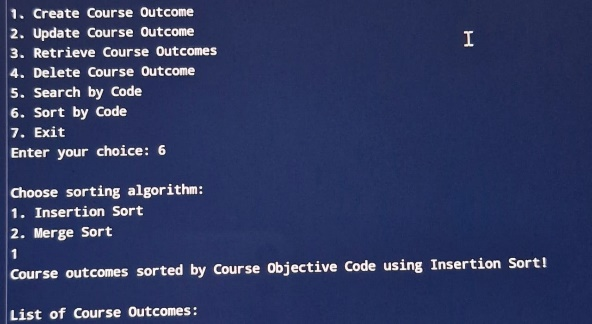 1. Create Course Outcome
2. Update Course Outcome
3. Retrieve Course Outcomes
4. Delete Course Outcome
5. Search by Code
6. Sort by Code
7. Exit
Enter your choice: 6
Choose sorting algorithm:
1. Insertion Sort
2. Merge Sort
1
Course outcomes sorted by Course Objective Code using Insertion Sort!
List of Course Outcomes: